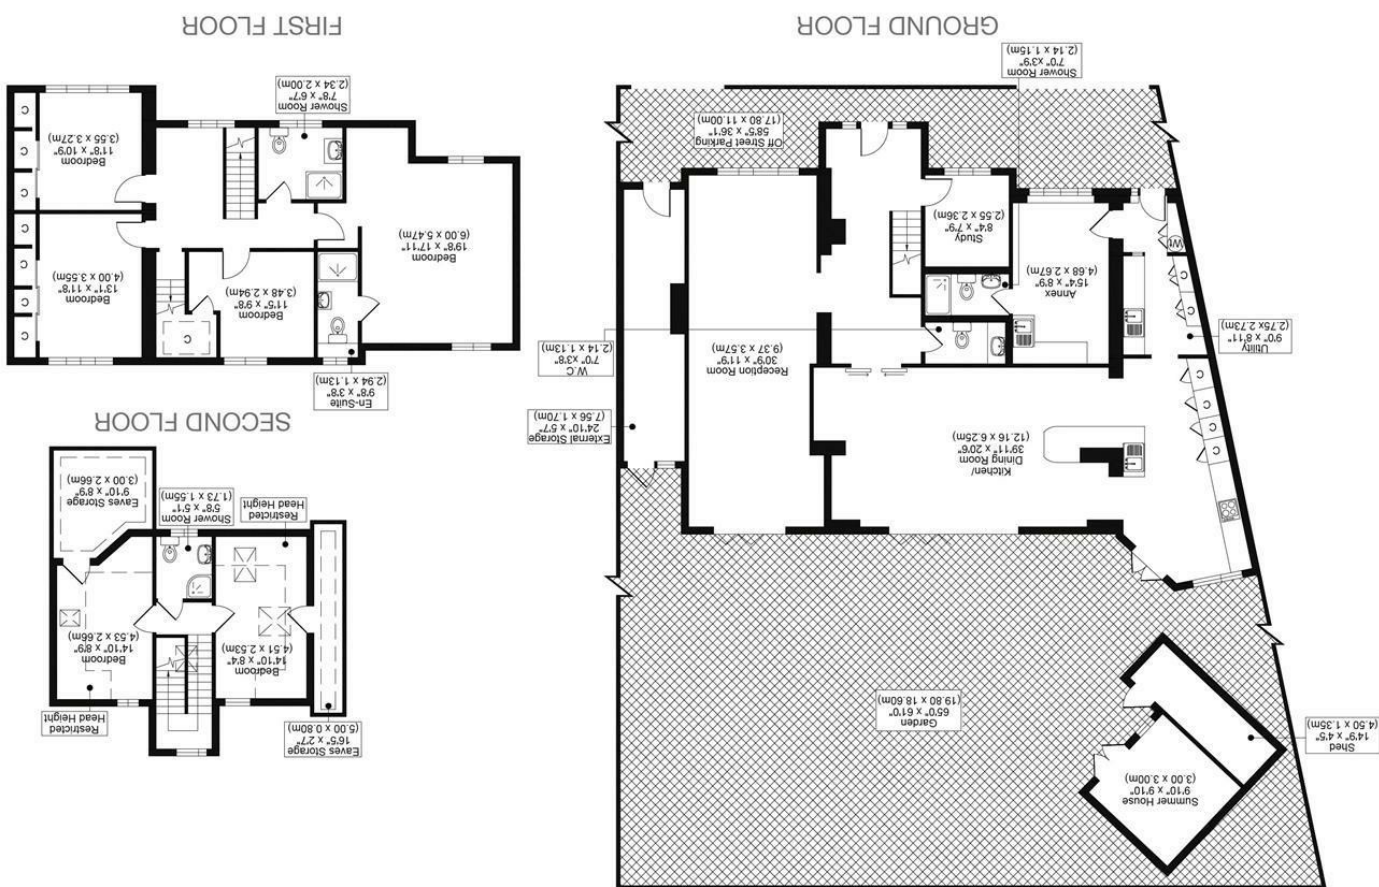 Shed
14'9" x 4'5"
(4.50 x 1.35m)
Summer House
9'10" x 9'10"
(3.00 x 3.00m)
Garden
65'0" x 61'0"
(19.80 x 18.60m)
Kitchen/
Dining Room
39'11" x 20'6"
(12.16 x 6.25m)
C
C
C
External Storage
24'10" x 5'7"
(7.56 x 1.70m)
Utility
9'0" x 8'11"
(2.75x 2.73m)
C
C
C
Wt
Reception Room
30'9" x 11'9"
(9.37 x 3.57m)
W.C
7'0" x3'8"
(2.14 x 1.13m)
Annex
15'4" x 8'9"
(4.68 x 2.67m)
Study
8'4" x 7'9"
(2.55 x 2.36m)
Off Street Parking
58'5" x 36'1"
(17.80 x 11.00m)
Shower Room
7'0" x3'9"
(2.14 x 1.15m)
GROUND FLOOR
Eaves Storage
16'5" x 2'7"
(5.00 x 0.80m)
Restricted
Head Height
Bedroom
14'10" x 8'4"
(4.51 x 2.53m)
Bedroom
14'10" x 8'9"
(4.53 x 2.66m)
Restricted
Head Height
Shower Room
5'8" x 5'1"
(1.73 x 1.55m)
Eaves Storage
9'10" x 8'9"
(3.00 x 2.66m)
SECOND FLOOR
En-Suite
9'8" x 3'8"
(2.94 x 1.13m)
C
Bedroom
11'5" x 9'8"
(3.48 x 2.94m)
Bedroom
13'1" x 11'8"
(4.00 x 3.55m)
C
C
C
C
Bedroom
19'8" x 17'11"
(6.00 x 5.47m)
Bedroom
11'8" x 10'9"
(3.55 x 3.27m)
C
C
C
Shower Room
7'8" x 6'7"
(2.34 x 2.00m)
FIRST FLOOR